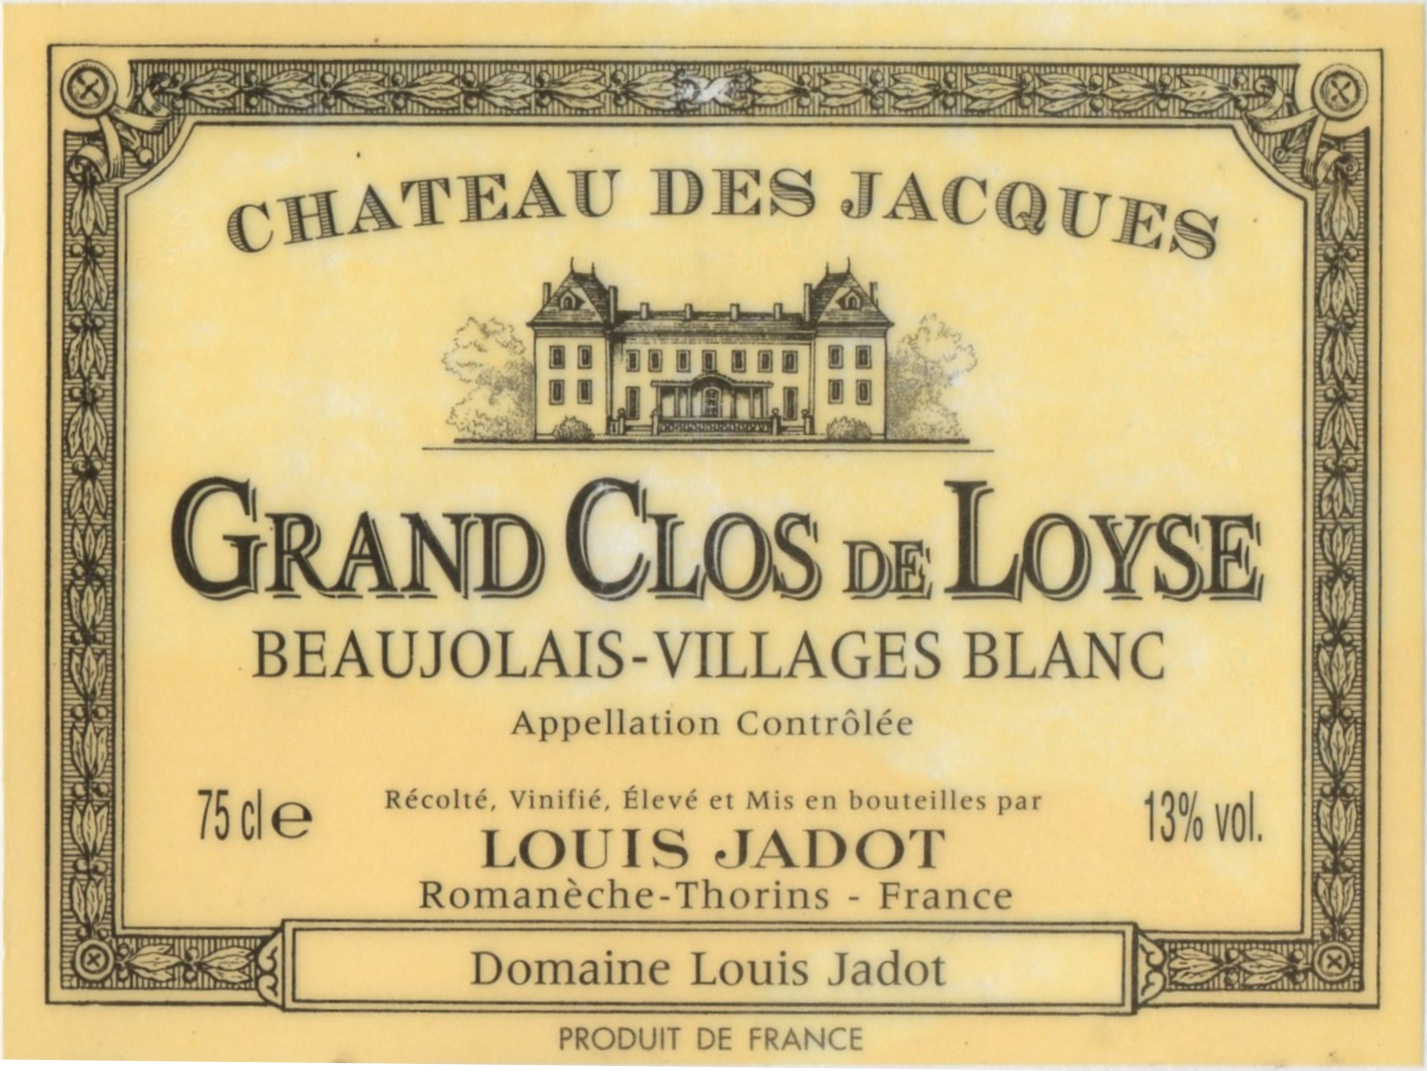 CHATEAU DES JACQUES
GRAND CLOS DE LOYSE
BEAUJOLAIS-VILLAGES BLANC
Appellation Contrôlée
75 cl e
Récolté, Vinifié, Élevé et Mis en bouteilles par
13% vol.
LOUIS JADOT
Romanèche-Thorins - France
Domaine Louis Jadot
PRODUIT DE FRANCE